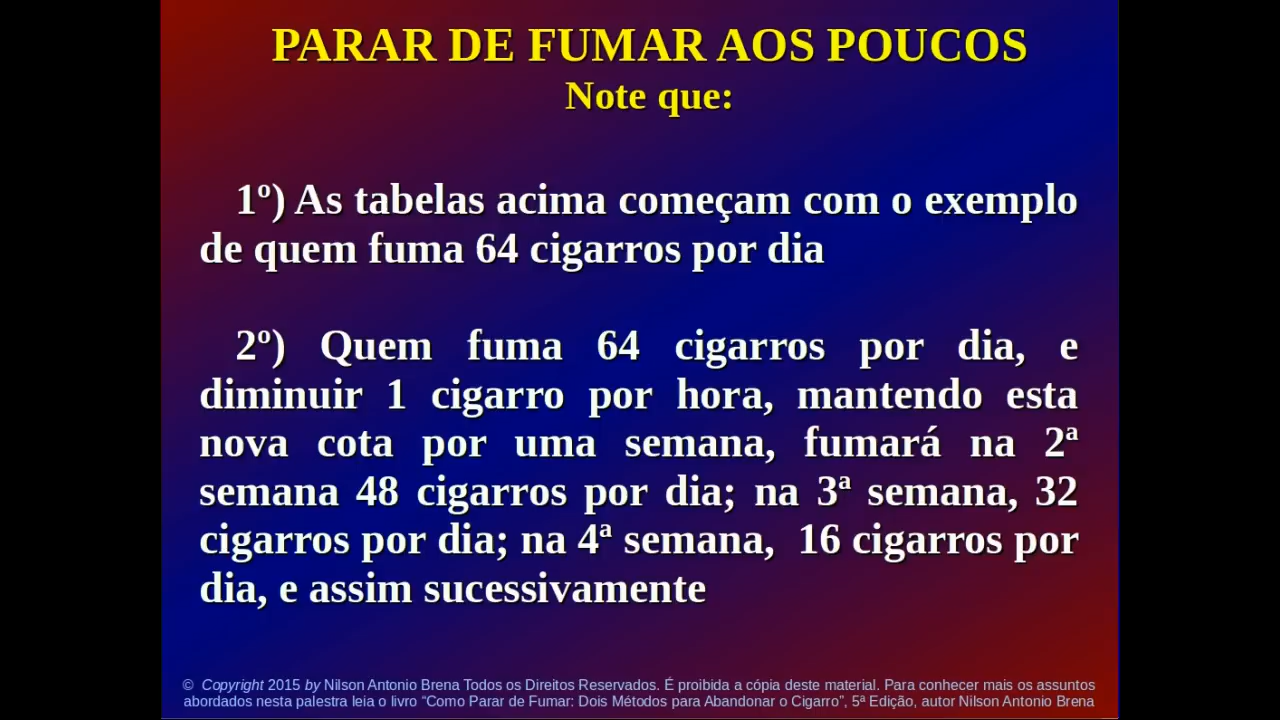 PARAR DE FUMAR AOS POUCOS
Note que:
1º) As tabelas acima começam com o exemplo
de quem fuma 64 cigarros por dia
2º) Quem fuma 64 cigarros por dia, e
diminuir 1 cigarro por hora, mantendo esta
nova cota por uma semana, fumará na 2ª
semana 48 cigarros por dia; na 3ª semana, 32
cigarros por dia; na 4ª semana,  16 cigarros por
dia, e assim sucessivamente
©  Copyright 2015 by Nilson Antonio Brena Todos os Direitos Reservados. É proibida a cópia deste material. Para conhecer mais os assuntos
abordados nesta palestra leia o livro “Como Parar de Fumar: Dois Métodos para Abandonar o Cigarro”, 5ª Edição, autor Nilson Antonio Brena